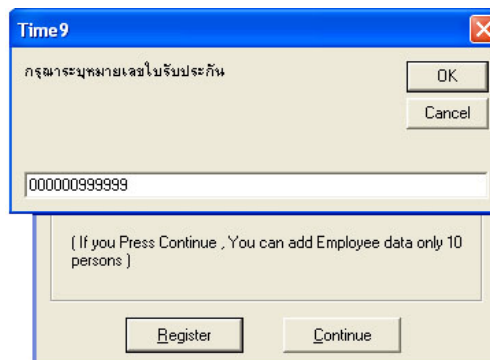 Time9
กรุณาระบุหมายเลขใบรับประกัน
OK
Cancel
000000999999
( If you Press Continue , You can add Employee data only 10
persons )
Register
Continue